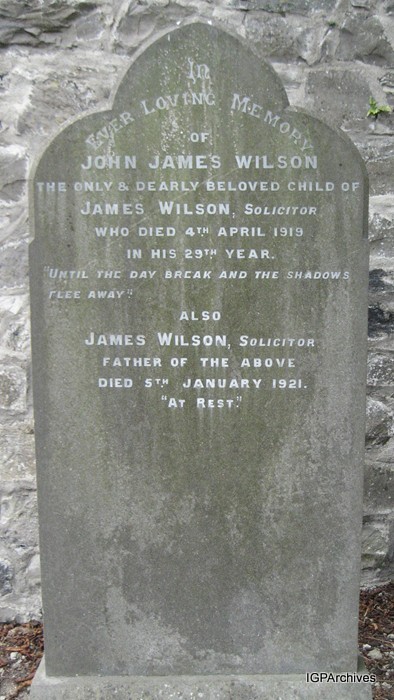 In
Ever Loving Memory
OF
JOHN JAMES WILSON
THE ONLY & DEARLY BELOVED CHILD OF
JAMES WILSON, SOLICITOR
WHO DIED 4TH APRIL 1919
IN HIS 29TH YEAR.
"UNTIL THE DAY BREAK AND THE SHADOWS
FLEE AWAY."
ALSO
JAMES WILSON, SOLICITOR
FATHER OF THE ABOVE
DIED 5TH JANUARY 1921.
"AT REST."
IGPArchives